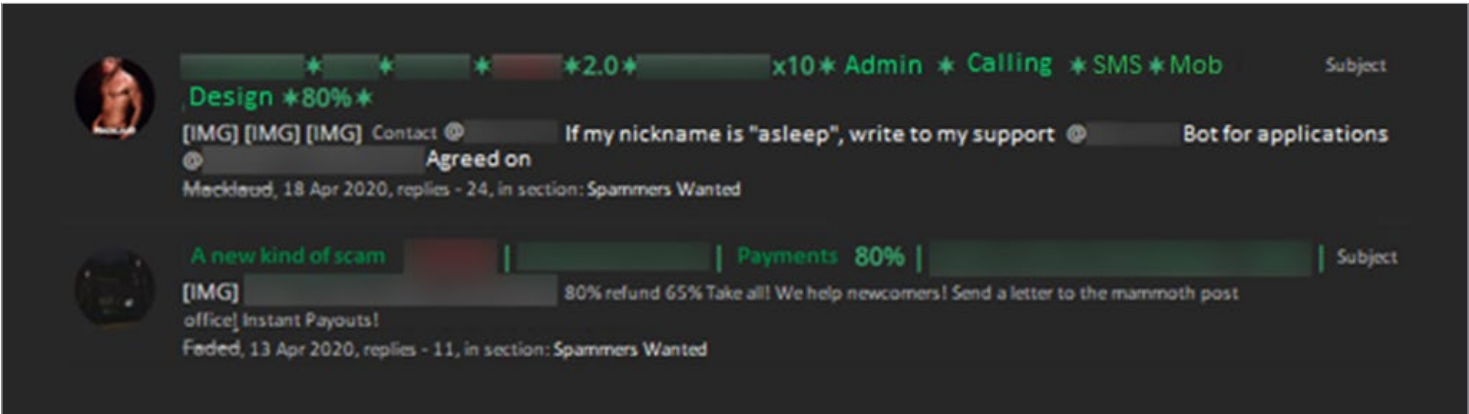 ✶ ✶ ✶ ✶2.0✶ x10✶ Admin ✶ Calling ✶SMS✶Mob Subject
Design ✶80%✶
[IMG] [IMG] [IMG] Contact @ If my nickname is "asleep", write to my support @ Bot for applications
@ Agreed on
Macklaud, 18 Apr 2020, replies - 24, in section: Spammers Wanted
A new kind of scam | | Payments 80% | | Subject
[IMG] 80% refund 65% Take all! We help newcomers! Send a letter to the mammoth post
office! Instant Payouts!
Faded, 13 Apr 2020, replies - 11, in section: Spammers Wanted